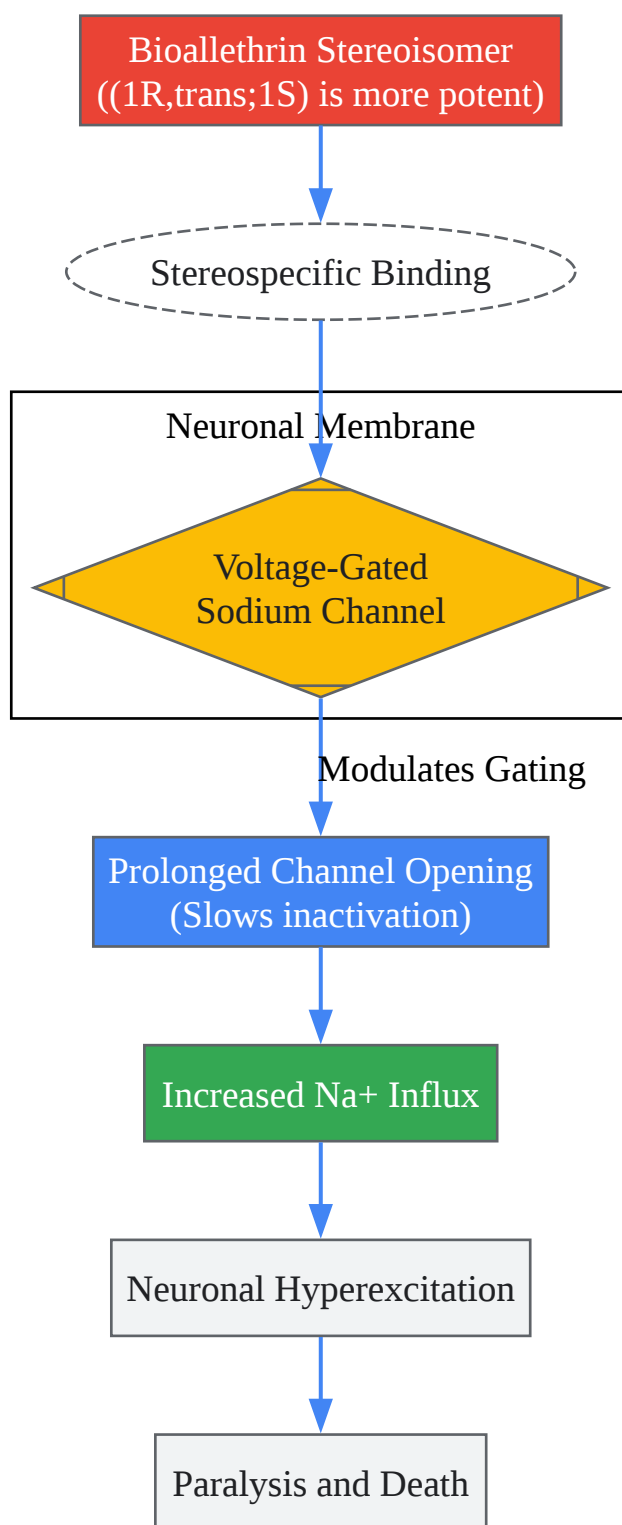 Bioallethrin Stereoisomer
((1R,trans;1S) is more potent)
Stereospecific Binding
Neuronal Membrane
Voltage-Gated
Sodium Channel
Modulates Gating
Prolonged Channel Opening
(Slows inactivation)
Increased Na+ Influx
Neuronal Hyperexcitation
Paralysis and Death